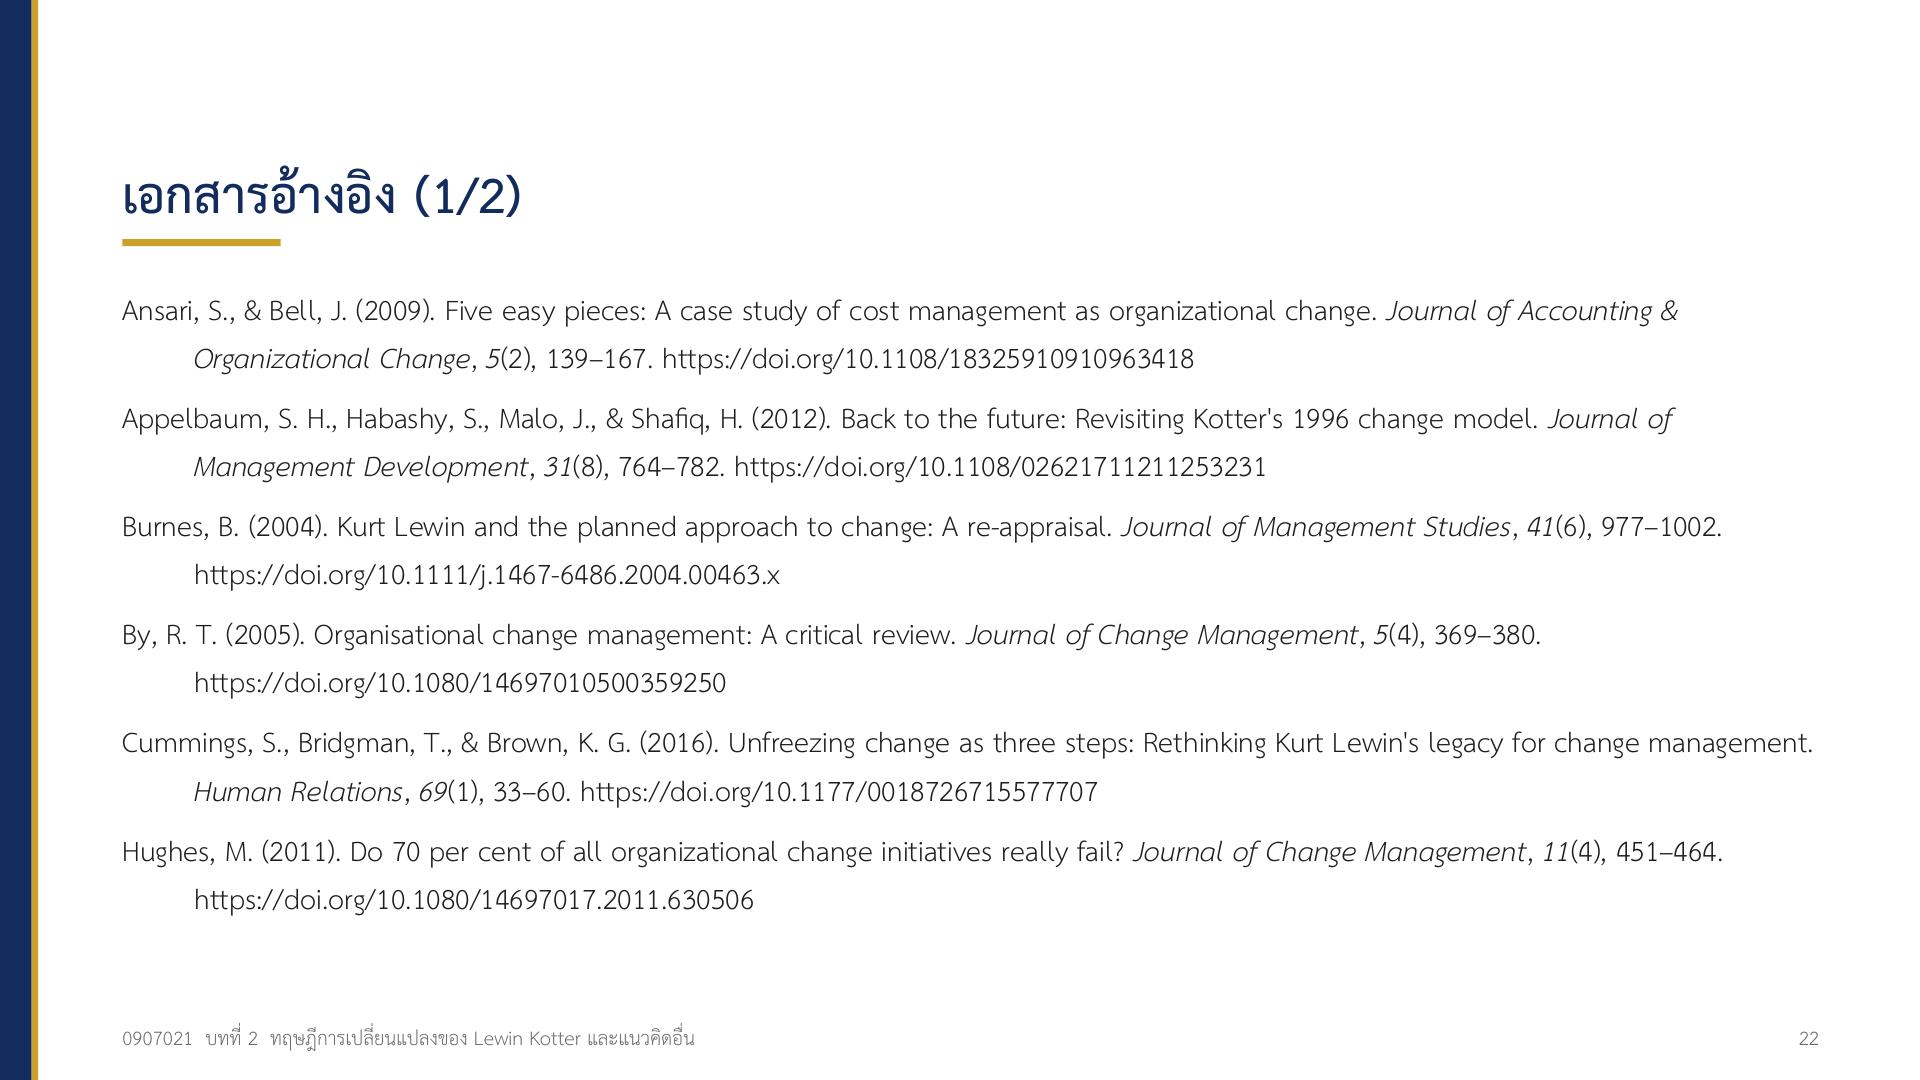 เอกสารอ้างอิง (1/2)
Ansari, S., & Bell, J. (2009). Five easy pieces: A case study of cost management as organizational change. Journal of Accounting &
Organizational Change, 5(2), 139–167. https://doi.org/10.1108/18325910910963418
Appelbaum, S. H., Habashy, S., Malo, J., & Shafiq, H. (2012). Back to the future: Revisiting Kotter's 1996 change model. Journal of
Management Development, 31(8), 764–782. https://doi.org/10.1108/02621711211253231
Burnes, B. (2004). Kurt Lewin and the planned approach to change: A re-appraisal. Journal of Management Studies, 41(6), 977–1002.
https://doi.org/10.1111/j.1467-6486.2004.00463.x
By, R. T. (2005). Organisational change management: A critical review. Journal of Change Management, 5(4), 369–380.
https://doi.org/10.1080/14697010500359250
Cummings, S., Bridgman, T., & Brown, K. G. (2016). Unfreezing change as three steps: Rethinking Kurt Lewin's legacy for change management.
Human Relations, 69(1), 33–60. https://doi.org/10.1177/0018726715577707
Hughes, M. (2011). Do 70 per cent of all organizational change initiatives really fail? Journal of Change Management, 11(4), 451–464.
https://doi.org/10.1080/14697017.2011.630506
0907021 บทที่ 2 ทฤษฎีการเปลี่ยนแปลงของ Lewin Kotter และแนวคิดอื่น
22